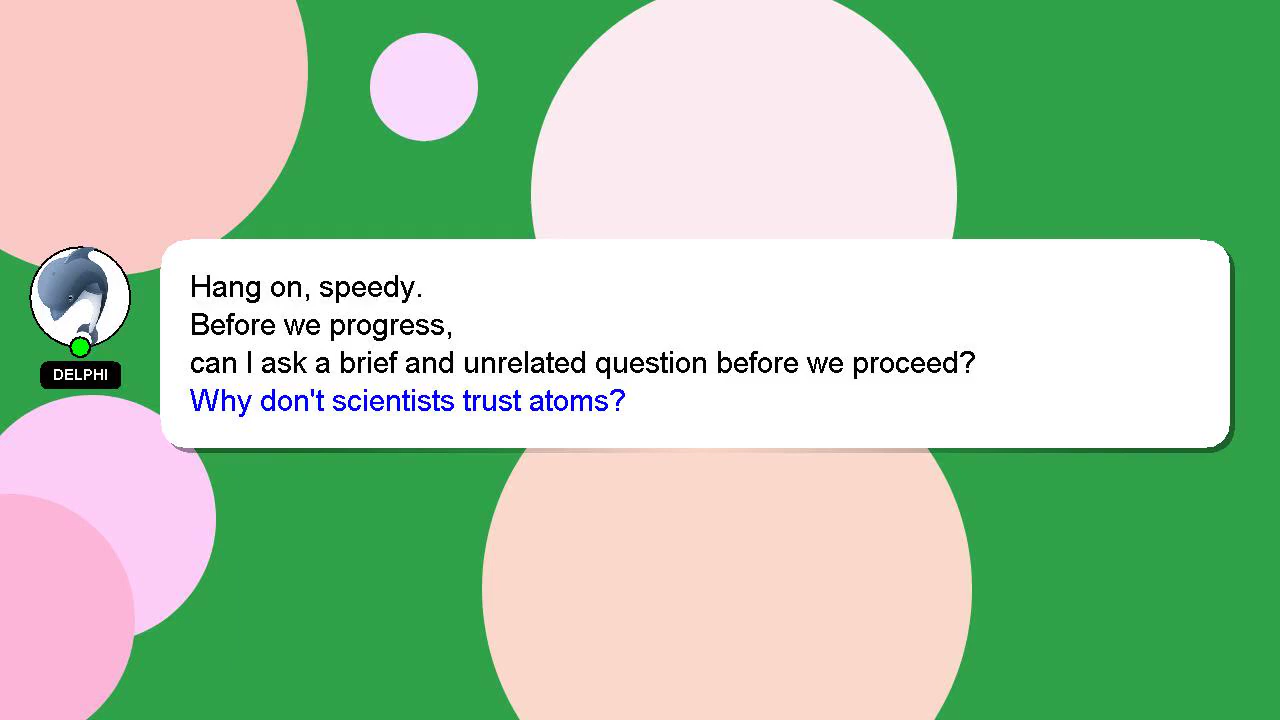 Hang on, speedy.
Before we progress,
can I ask a brief and unrelated question before we proceed?
Why don't scientists trust atoms?
DELPHI